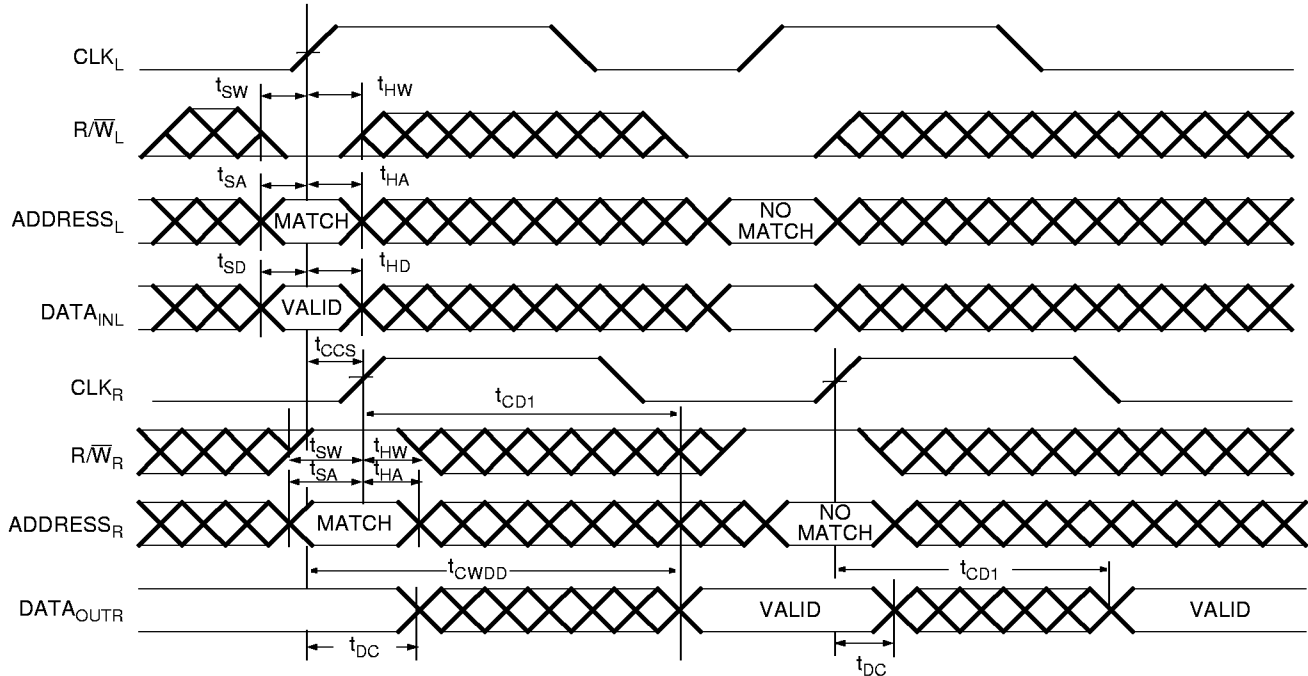 CLK_L
t_SW t_HW
R/W̅_L
t_SA t_HA
ADDRESS_L MATCH NO MATCH
t_SD t_HD
DATA_INL VALID
t_CCS
CLK_R
t_CD1
R/W̅_R t_SW t_HW
t_SA t_HA
ADDRESS_R MATCH NO MATCH
t_CWDD t_CD1
DATA_OUTR VALID VALID
t_DC t_DC